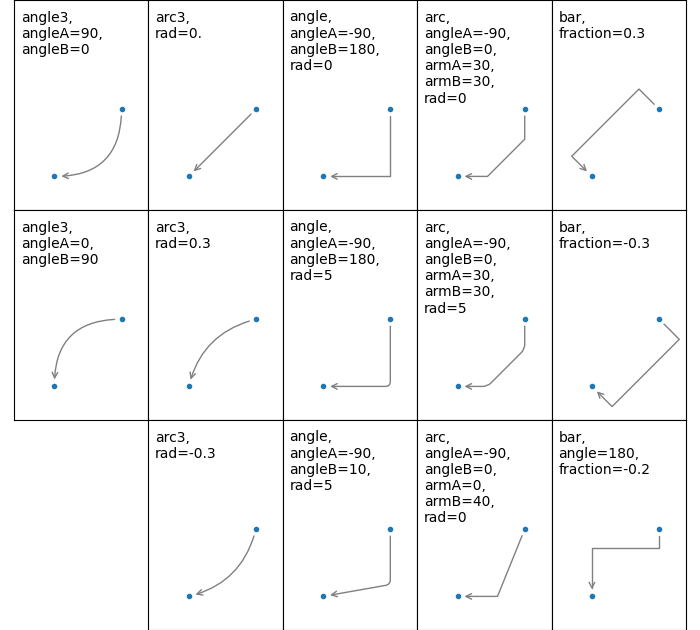 angle3,
angleA=90,
angleB=0
arc3,
rad=0.
angle,
angleA=-90,
angleB=180,
rad=0
arc,
angleA=-90,
angleB=0,
armA=30,
armB=30,
rad=0
bar,
fraction=0.3
angle3,
angleA=0,
angleB=90
arc3,
rad=0.3
angle,
angleA=-90,
angleB=180,
rad=5
arc,
angleA=-90,
angleB=0,
armA=30,
armB=30,
rad=5
bar,
fraction=-0.3
arc3,
rad=-0.3
angle,
angleA=-90,
angleB=10,
rad=5
arc,
angleA=-90,
angleB=0,
armA=0,
armB=40,
rad=0
bar,
angle=180,
fraction=-0.2